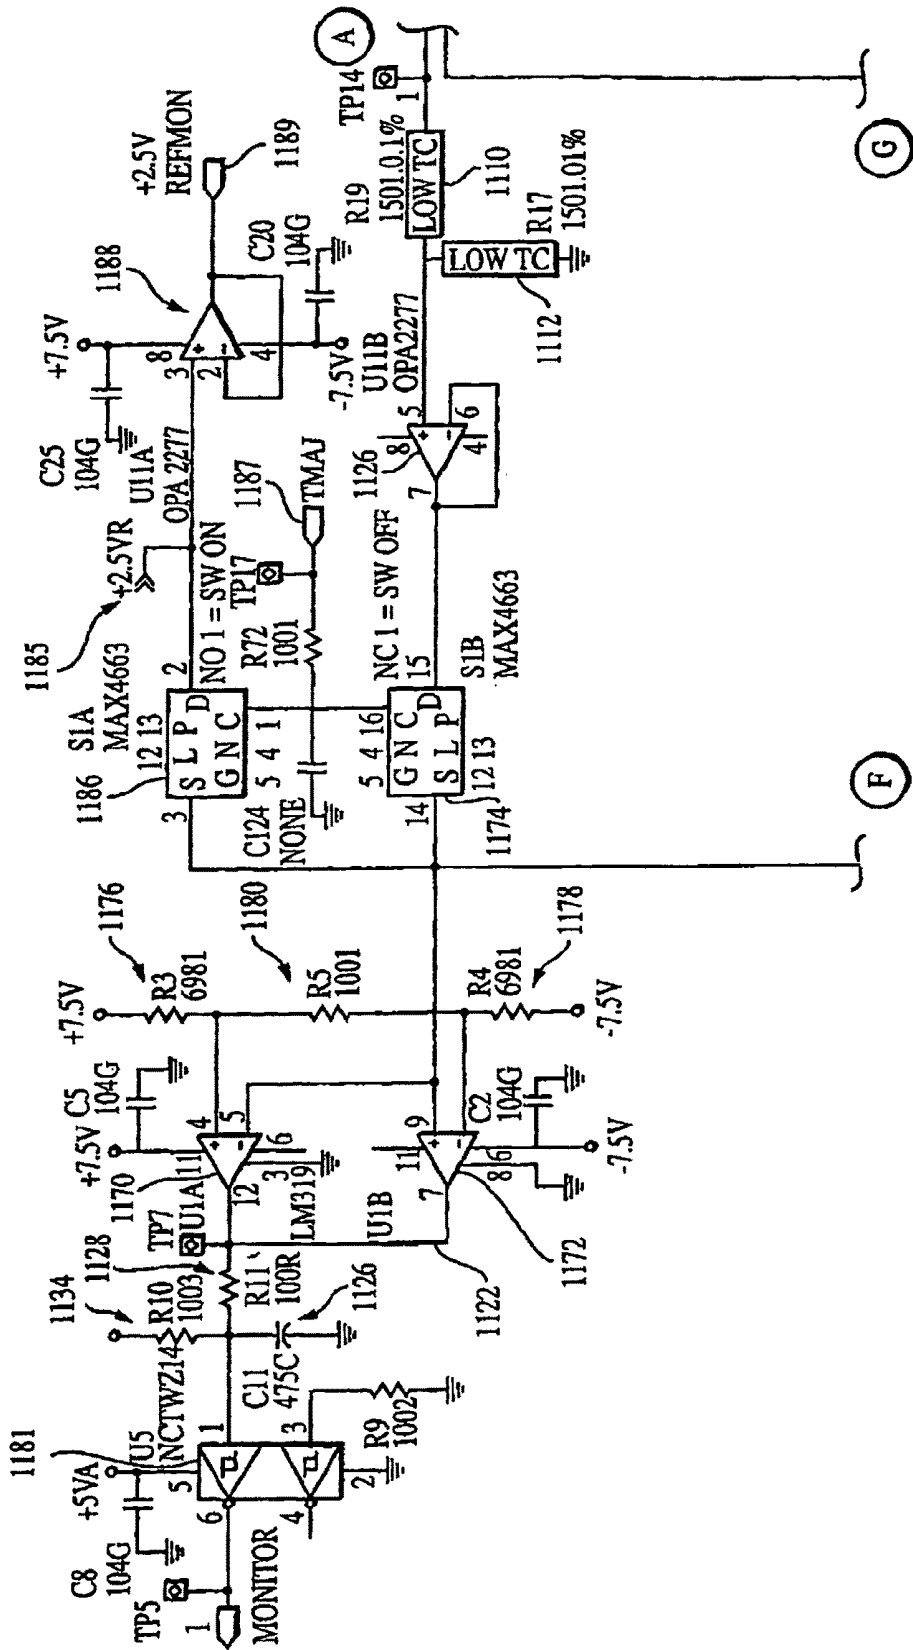 C8
104G
+5VA
1181
U5
NCTWZ14
5
TP5
1
MONITOR
6
4
1
3
2
R9
1002
1134
R10
1003
1128
TP7
U1A
R11
100R
C11
475C
1126
1170
+7.5V
C5
104G
11
4
5
6
3
12
LM319
U1B
7
1122
1172
11
9
8
6
C2
104G
-7.5V
+7.5V
1176
R3
6981
1180
R5
1001
R4
6981
1178
-7.5V
1186
S1A
MAX4663
12 13
S L P D
G N C
3
2
5 4 1
NO 1 = SW ON
1185
+2.5VR
C124
NONE
R72
1001
TP17
1187
TMAJ
5 4 16
G N C
S L P D
14
15
12 13
1174
NC 1 = SW OFF
S1B
MAX4663
C25
104G
+7.5V
U11A
OPA 2277
8
3
2
4
1188
+2.5V
REFMON
1189
C20
104G
-7.5V
U11B
OPA2277
1126
8
5
6
4
7
R19
1501.0.1%
LOW TC
1110
TP14
1
A
LOW TC
R17
1501.01%
1112
F
G